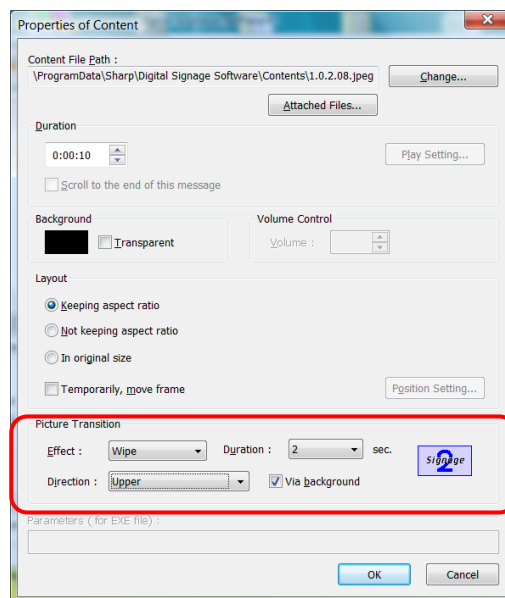 Properties of Content
Content File Path :
\ProgramData\Sharp\Digital Signage Software\Contents\1.0.2.08.jpeg
Change...
Attached Files...
Duration
0:00:10
Play Setting...
Scroll to the end of this message
Background
Volume Control
Transparent
Volume :
Layout
Keeping aspect ratio
Not keeping aspect ratio
In original size
Temporarily, move frame
Position Setting...
Picture Transition
Effect : Wipe Duration : 2 sec.
Signage
2
Direction : Upper Via background
Parameters ( for EXE file) :
OK Cancel